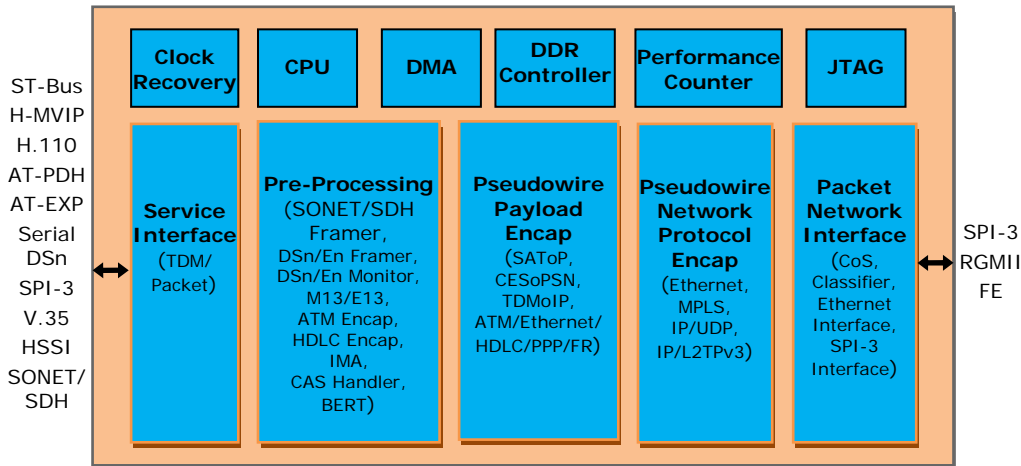 ST-Bus
H-MVIP
H.110
AT-PDH
AT-EXP
Serial
DSn
SPI-3
V.35
HSSI
SONET/
SDH
Clock
Recovery
CPU
DMA
DDR
Controller
Performance
Counter
JTAG
Service
Interface
(TDM/
Packet)
Pre-Processing
(SONET/SDH
Framer,
DSn/En Framer,
DSn/En Monitor,
M13/E13,
ATM Encap,
HDLC Encap,
IMA,
CAS Handler,
BERT)
Pseudowire
Payload
Encap
(SAToP,
CESoPSN,
TDMoIP,
ATM/Ethernet/
HDLC/PPP/FR)
Pseudowire
Network
Protocol
Encap
(Ethernet,
MPLS,
IP/UDP,
IP/L2TPv3)
Packet
Network
Interface
(CoS,
Classifier,
Ethernet
Interface,
SPI-3
Interface)
SPI-3
RGMII
FE